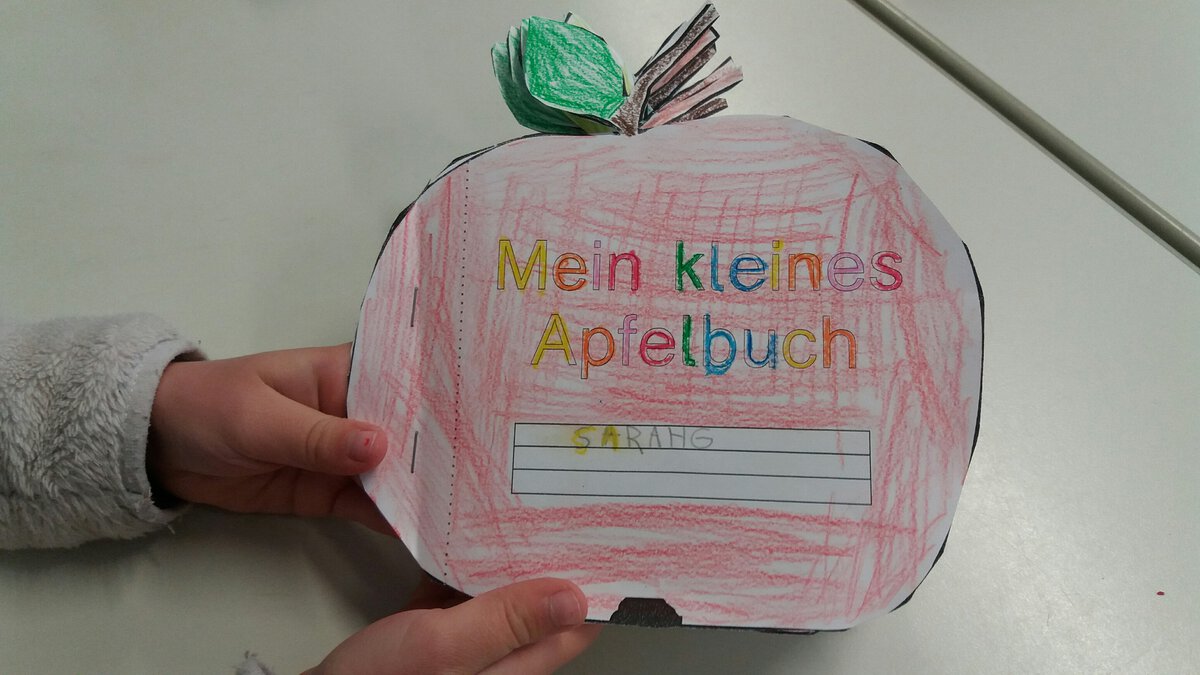 Mein kleines
Apfelbuch
SARAHG